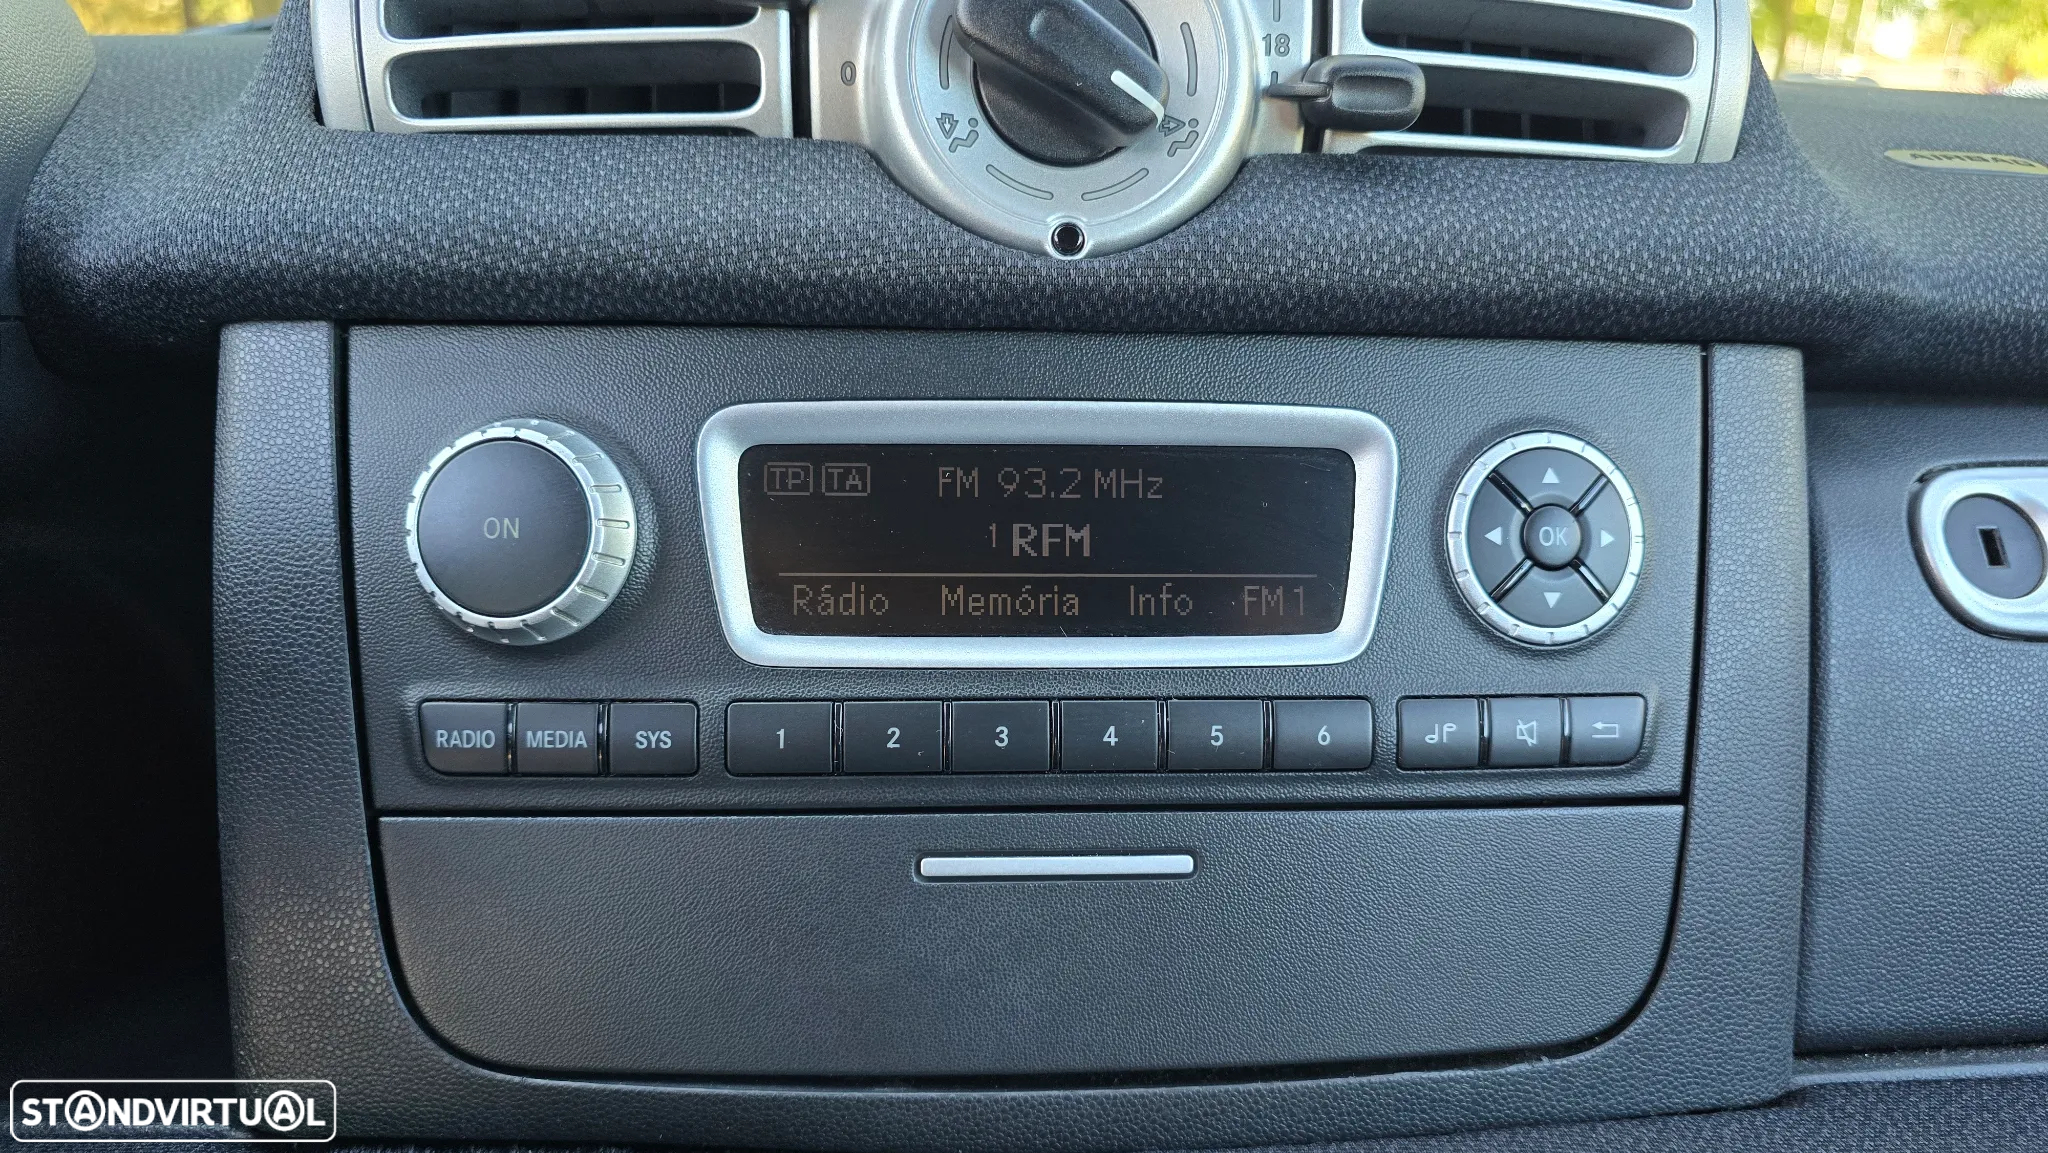 0
18
AIRBAG
TP TA FM 93.2 MHz
1 RFM
Rádio Memória Info FM1
ON
OK
RADIO MEDIA SYS 1 2 3 4 5 6
STANDVIRTUAL